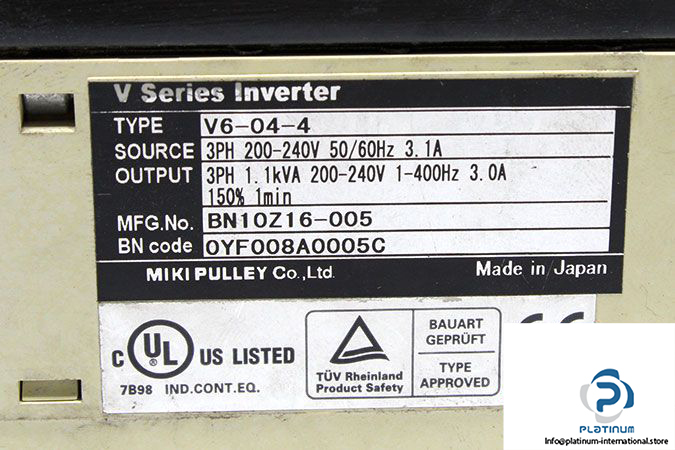 V Series Inverter
TYPE V6-04-4
SOURCE 3PH 200-240V 50/60Hz 3.1A
OUTPUT 3PH 1.1kVA 200-240V 1-400Hz 3.0A
150% 1min
MFG.No. BN10Z16-005
BN code 0YF008A0005C
MIKI PULLEY Co.,Ltd. Made in Japan
C UL US LISTED
7B98 IND.CONT.EQ.
TÜV Rheinland
Product Safety
BAUART
GEPRÜFT
TYPE
APPROVED
CE
PLATINUM
info@platinum-international.store